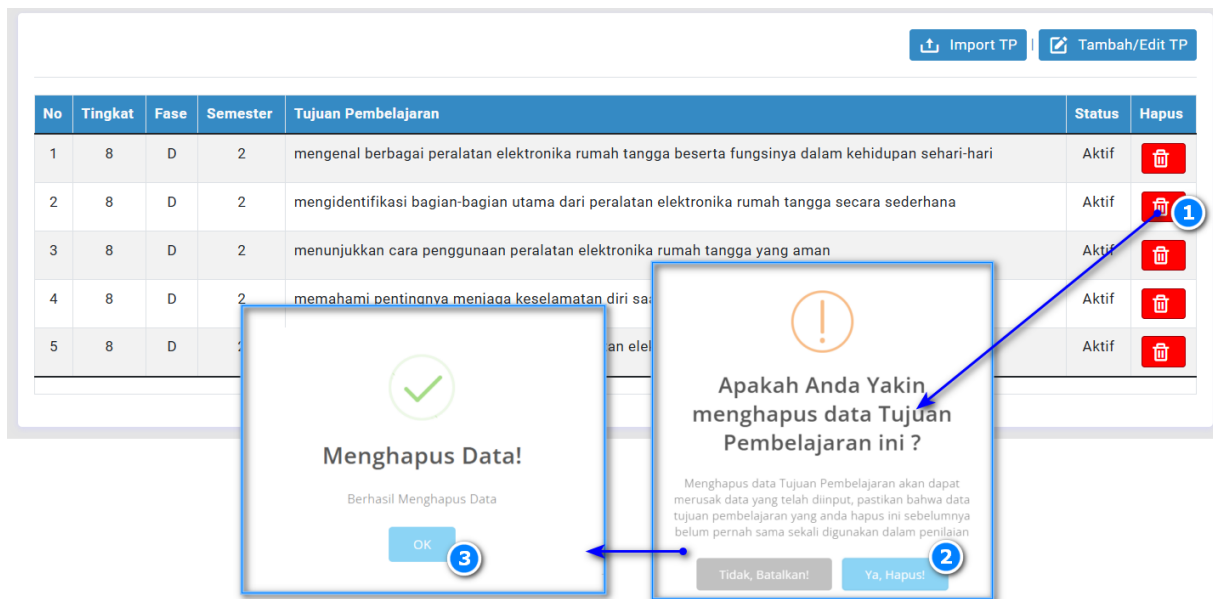 Import TP | Tambah/Edit TP
No Tingkat Fase Semester Tujuan Pembelajaran Status Hapus
1 8 D 2 mengenal berbagai peralatan elektronika rumah tangga beserta fungsinya dalam kehidupan sehari-hari Aktif
2 8 D 2 mengidentifikasi bagian-bagian utama dari peralatan elektronika rumah tangga secara sederhana Aktif
1
3 8 D 2 menunjukkan cara penggunaan peralatan elektronika rumah tangga yang aman Aktif
4 8 D 2 memahami pentingnya menjaga keselamatan diri Aktif
5 8 D Aktif
Menghapus Data!
Berhasil Menghapus Data
OK
3
Apakah Anda Yakin
menghapus data Tujuan
Pembelajaran ini ?
Menghapus data Tujuan Pembelajaran akan dapat
merusak data yang telah diinput, pastikan bahwa data
tujuan pembelajaran yang anda hapus ini sebelumnya
belum pernah sama sekali digunakan dalam penilaian
Tidak, Batalkan! Ya, Hapus!
2